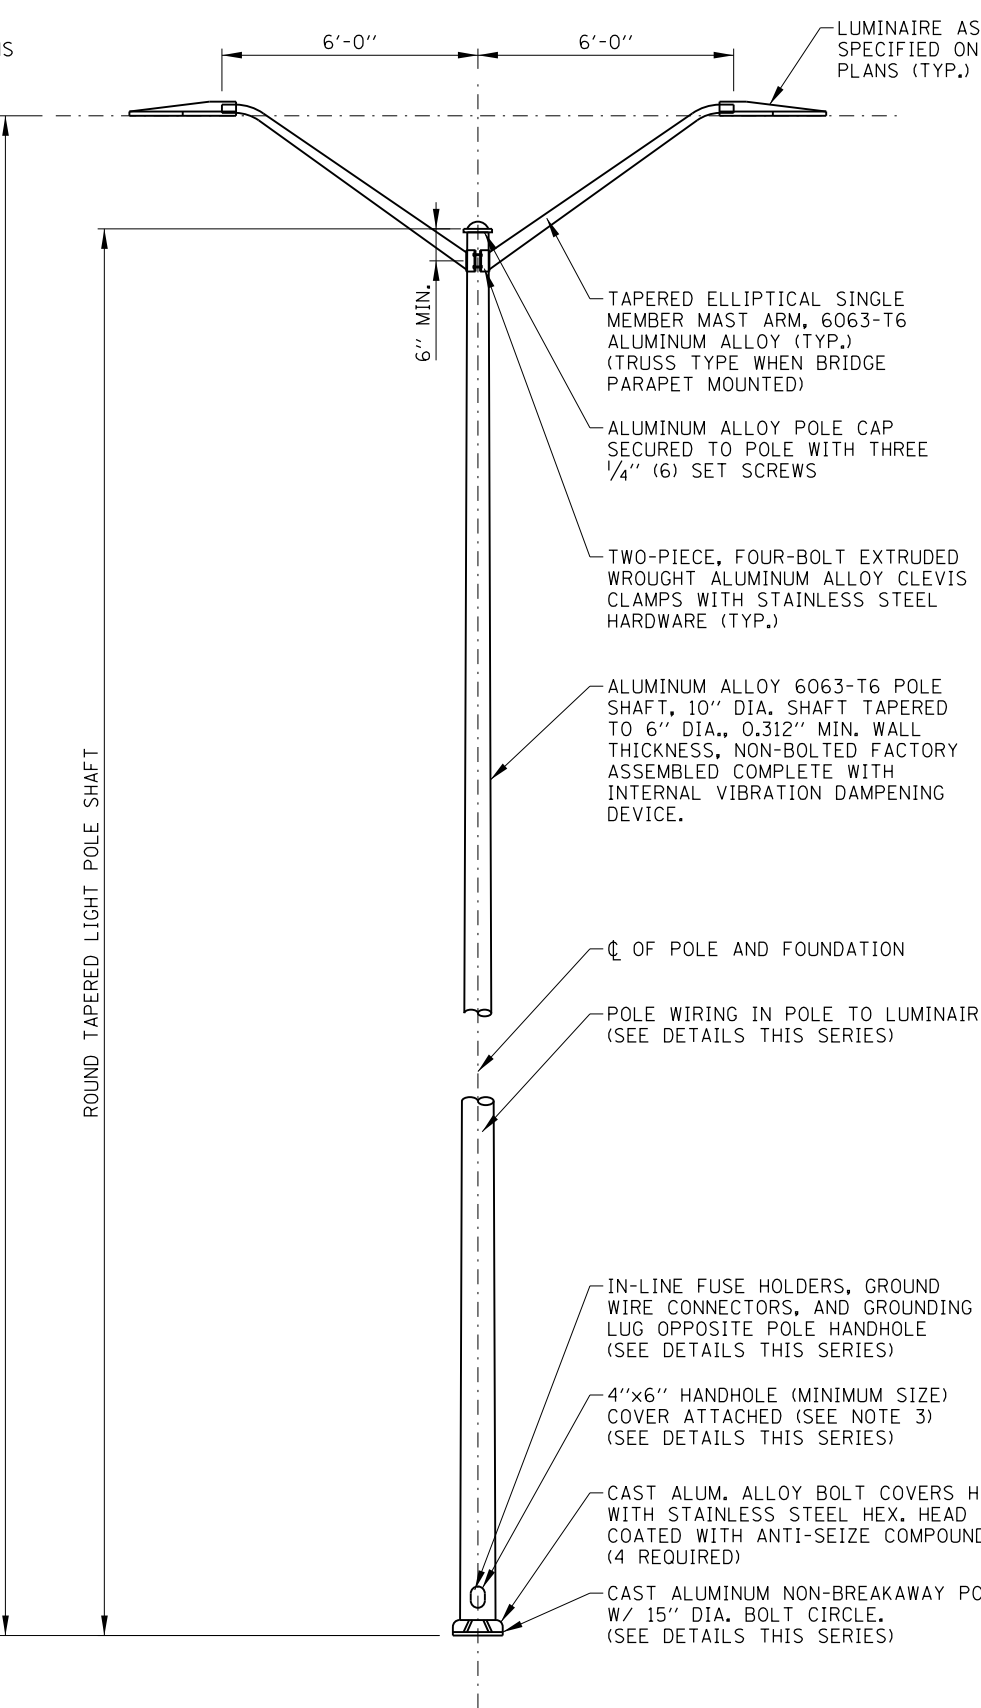 NS
6'-0''
6'-0''
LUMINAIRE AS
SPECIFIED ON
PLANS (TYP.)
6'' MIN.
TAPERED ELLIPTICAL SINGLE
MEMBER MAST ARM, 6063-T6
ALUMINUM ALLOY (TYP.)
(TRUSS TYPE WHEN BRIDGE
PARAPET MOUNTED)
ALUMINUM ALLOY POLE CAP
SECURED TO POLE WITH THREE
1/4'' (6) SET SCREWS
TWO-PIECE, FOUR-BOLT EXTRUDED
WROUGHT ALUMINUM ALLOY CLEVIS
CLAMPS WITH STAINLESS STEEL
HARDWARE (TYP.)
ALUMINUM ALLOY 6063-T6 POLE
SHAFT, 10'' DIA. SHAFT TAPERED
TO 6'' DIA., 0.312'' MIN. WALL
THICKNESS, NON-BOLTED FACTORY
ASSEMBLED COMPLETE WITH
INTERNAL VIBRATION DAMPENING
DEVICE.
ROUND TAPERED LIGHT POLE SHAFT
℄ OF POLE AND FOUNDATION
POLE WIRING IN POLE TO LUMINAIR
(SEE DETAILS THIS SERIES)
IN-LINE FUSE HOLDERS, GROUND
WIRE CONNECTORS, AND GROUNDING
LUG OPPOSITE POLE HANDHOLE
(SEE DETAILS THIS SERIES)
4''x6'' HANDHOLE (MINIMUM SIZE)
COVER ATTACHED (SEE NOTE 3)
(SEE DETAILS THIS SERIES)
CAST ALUM. ALLOY BOLT COVERS H
WITH STAINLESS STEEL HEX. HEAD
COATED WITH ANTI-SEIZE COMPOUND
(4 REQUIRED)
CAST ALUMINUM NON-BREAKAWAY PO
W/ 15'' DIA. BOLT CIRCLE.
(SEE DETAILS THIS SERIES)